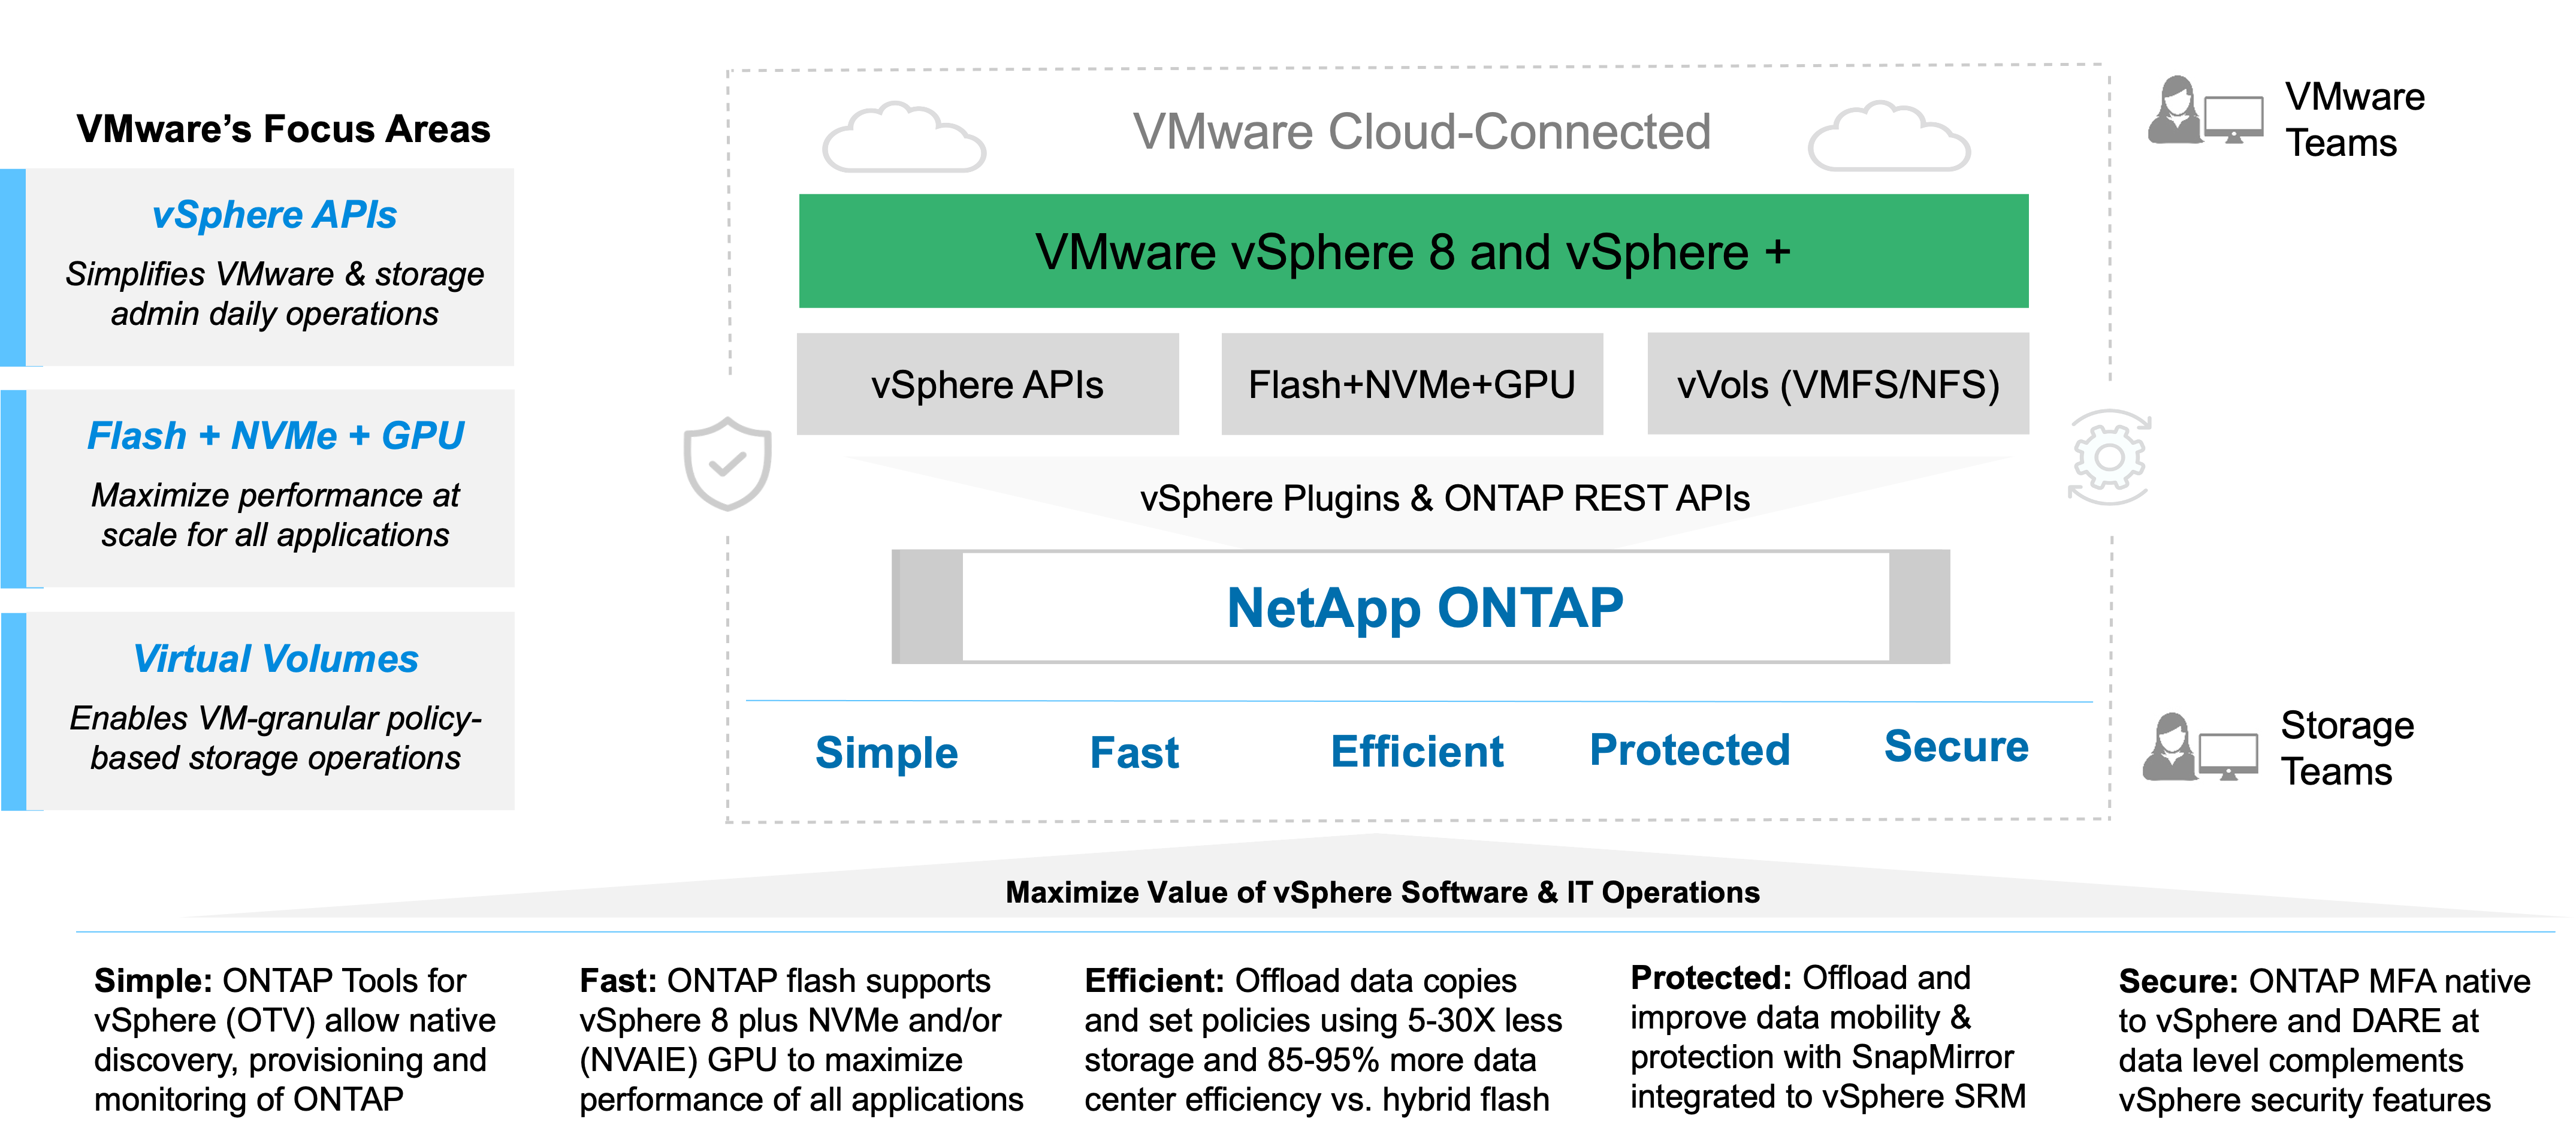 VMware’s Focus Areas
vSphere APIs
Simplifies VMware & storage
admin daily operations
Flash + NVMe + GPU
Maximize performance at
scale for all applications
Virtual Volumes
Enables VM-granular policy-
based storage operations
VMware Cloud-Connected
VMware vSphere 8 and vSphere +
vSphere APIs
Flash+NVMe+GPU
vVols (VMFS/NFS)
vSphere Plugins & ONTAP REST APIs
NetApp ONTAP
Simple
Fast
Efficient
Protected
Secure
VMware
Teams
Storage
Teams
Maximize Value of vSphere Software & IT Operations
Simple: ONTAP Tools for
vSphere (OTV) allow native
discovery, provisioning and
monitoring of ONTAP
Fast: ONTAP flash supports
vSphere 8 plus NVMe and/or
(NVAIE) GPU to maximize
performance of all applications
Efficient: Offload data copies
and set policies using 5-30X less
storage and 85-95% more data
center efficiency vs. hybrid flash
Protected: Offload and
improve data mobility &
protection with SnapMirror
integrated to vSphere SRM
Secure: ONTAP MFA native
to vSphere and DARE at
data level complements
vSphere security features